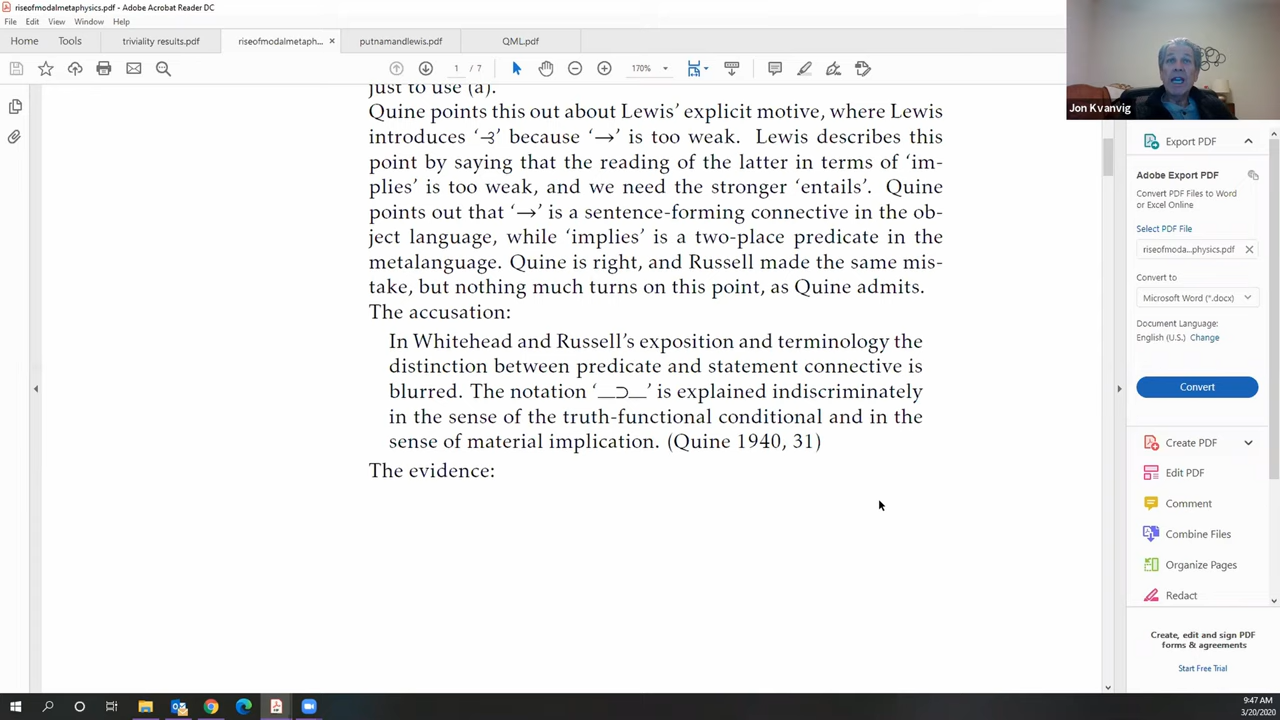 riseofmodalmetaphysics.pdf - Adobe Acrobat Reader DC
File Edit View Window Help
Home Tools triviality results.pdf riseofmodalmetaph... × putnamandlewis.pdf QML.pdf
1 / 7 170%
Jon Kvanvig
just to use (a).
Quine points this out about Lewis’ explicit motive, where Lewis
introduces ‘⥽’ because ‘→’ is too weak. Lewis describes this
point by saying that the reading of the latter in terms of ‘im-
plies’ is too weak, and we need the stronger ‘entails’. Quine
points out that ‘→’ is a sentence-forming connective in the ob-
ject language, while ‘implies’ is a two-place predicate in the
metalanguage. Quine is right, and Russell made the same mis-
take, but nothing much turns on this point, as Quine admits.
The accusation:
In Whitehead and Russell’s exposition and terminology the
distinction between predicate and statement connective is
blurred. The notation ‘__⊃__’ is explained indiscriminately
in the sense of the truth-functional conditional and in the
sense of material implication. (Quine 1940, 31)
The evidence:
Export PDF
Adobe Export PDF
Convert PDF Files to Word
or Excel Online
Select PDF File
riseofmoda...physics.pdf
Convert to
Microsoft Word (*.docx)
Document Language:
English (U.S.) Change
Convert
Create PDF
Edit PDF
Comment
Combine Files
Organize Pages
Redact
Create, edit and sign PDF
forms & agreements
Start Free Trial
9:47 AM
3/20/2020